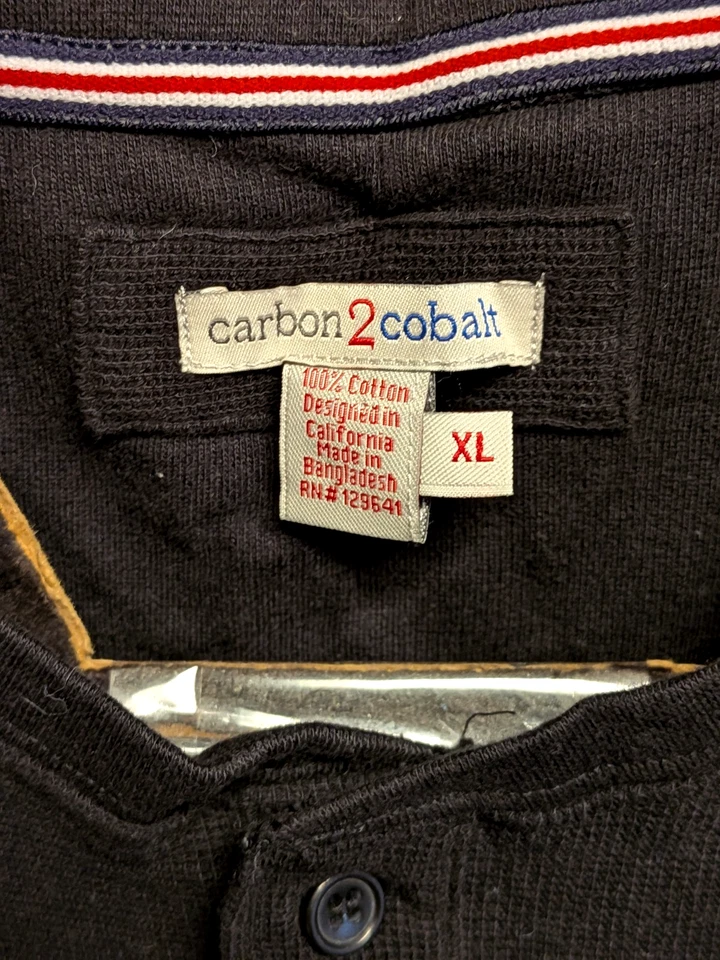 carbon2cobalt
100% Cotton
Designed in
California
Made in
Bangladesh
RN# 129641
XL